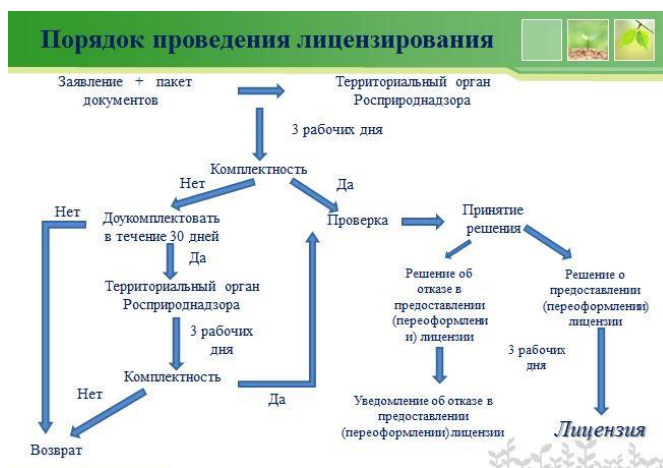 Порядок проведения лицензирования
Заявление + пакет
документов
Территориальный орган
Росприроднадзора
3 рабочих дня
Комплектность
Нет
Да
Нет
Доукомплектовать
в течение 30 дней
Проверка
Принятие
решения
Да
Территориальный орган
Росприроднадзора
Решение об
отказе в
предоставлении
(переоформлени
и) лицензии
Решение о
предоставлении
(переоформлении)
лицензии
3 рабочих
дня
3 рабочих
дня
Комплектность
Нет
Да
Уведомление об отказе в
предоставлении
(переоформлении) лицензии
Лицензия
Возврат